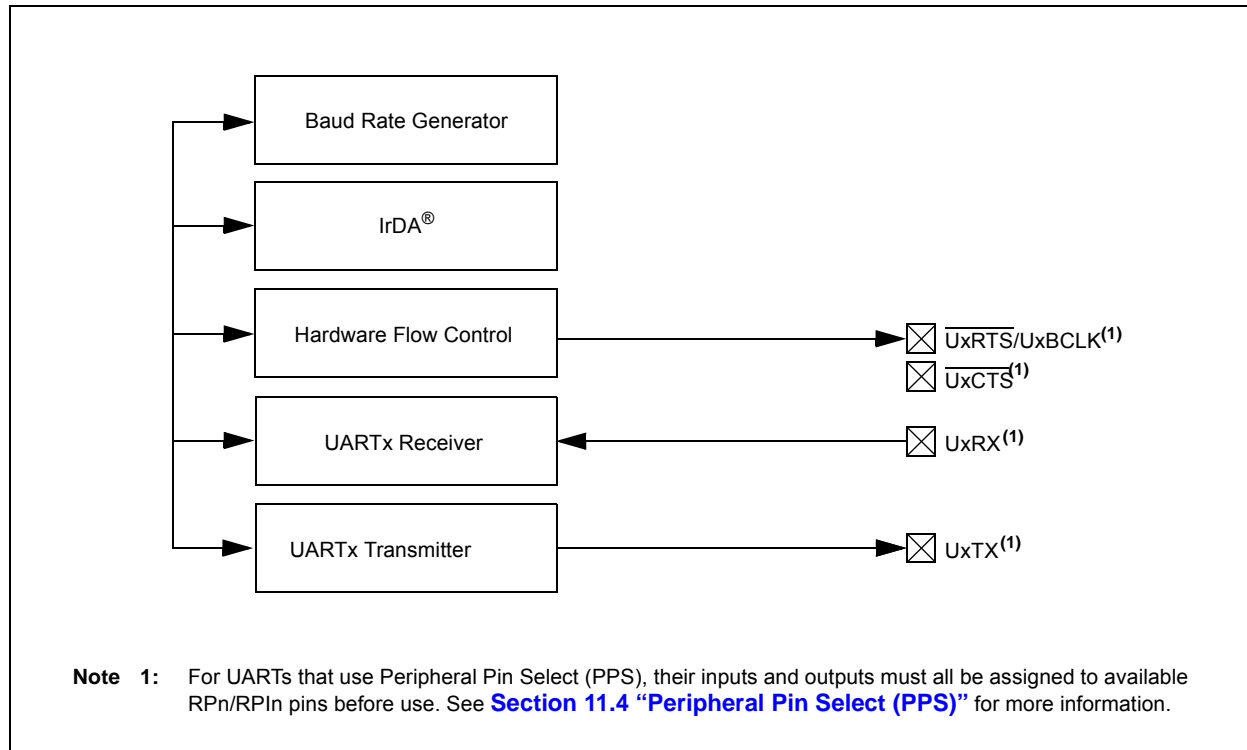 Baud Rate Generator
IrDA®
Hardware Flow Control
UxRTS/UxBCLK(1)
UxCTS(1)
UARTx Receiver
UxRX(1)
UARTx Transmitter
UxTX(1)
Note 1: For UARTs that use Peripheral Pin Select (PPS), their inputs and outputs must all be assigned to available
RPn/RPIn pins before use. See Section 11.4 “Peripheral Pin Select (PPS)” for more information.